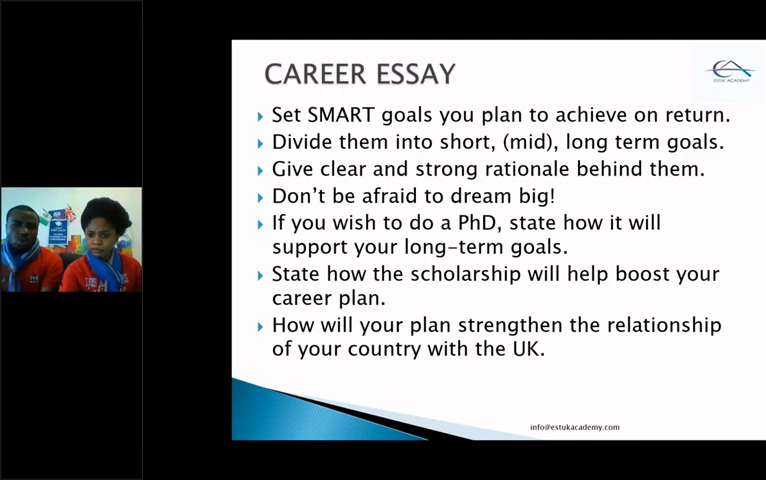 CAREER ESSAY
ESTUK ACADEMY
Set SMART goals you plan to achieve on return.
Divide them into short, (mid), long term goals.
Give clear and strong rationale behind them.
Don't be afraid to dream big!
If you wish to do a PhD, state how it will
support your long-term goals.
State how the scholarship will help boost your
career plan.
How will your plan strengthen the relationship
of your country with the UK.
info@estukacademy.com